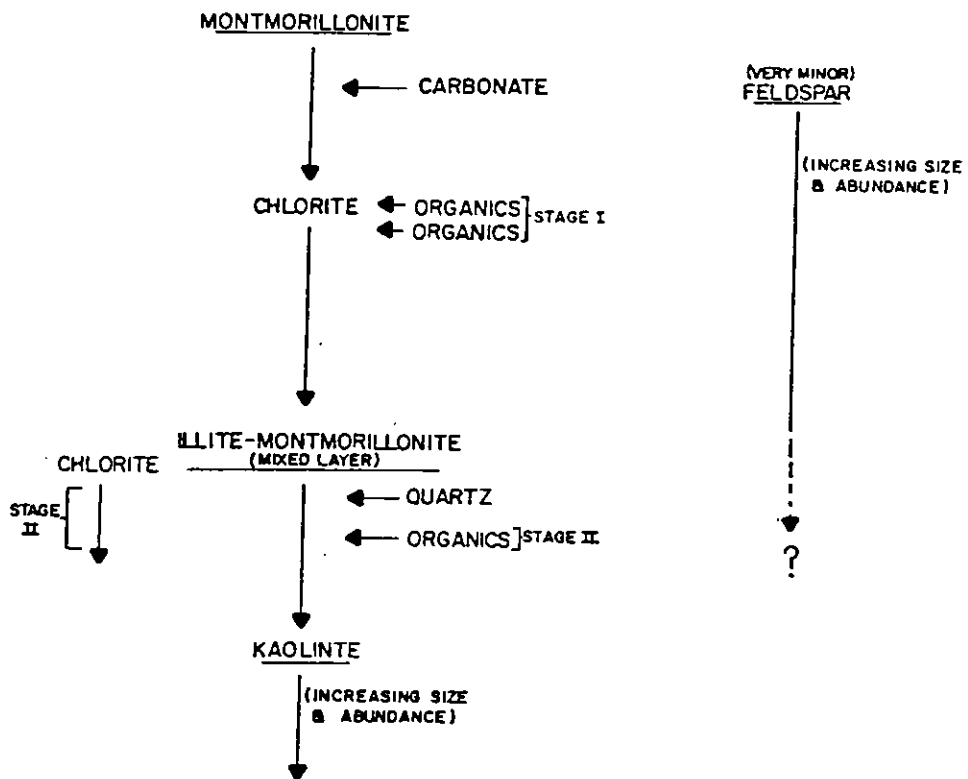 MONTMORILLONITE
CARBONATE
(VERY MINOR)
FELDSPAR
(INCREASING SIZE
& ABUNDANCE)
CHLORITE
ORGANICS
ORGANICS
STAGE I
ILLITE-MONTMORILLONITE
(MIXED LAYER)
CHLORITE
STAGE
II
QUARTZ
ORGANICS
STAGE II
?
KAOLINTE
(INCREASING SIZE
& ABUNDANCE)